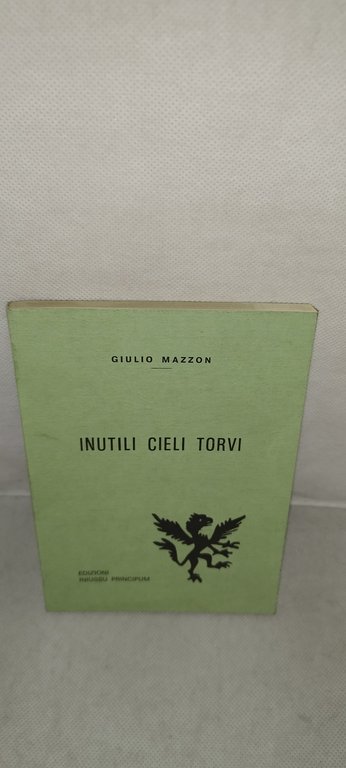 GIULIO MAZZON
INUTILI CIELI TORVI
EDIZIONI
INIUSSU PRINCIPUM